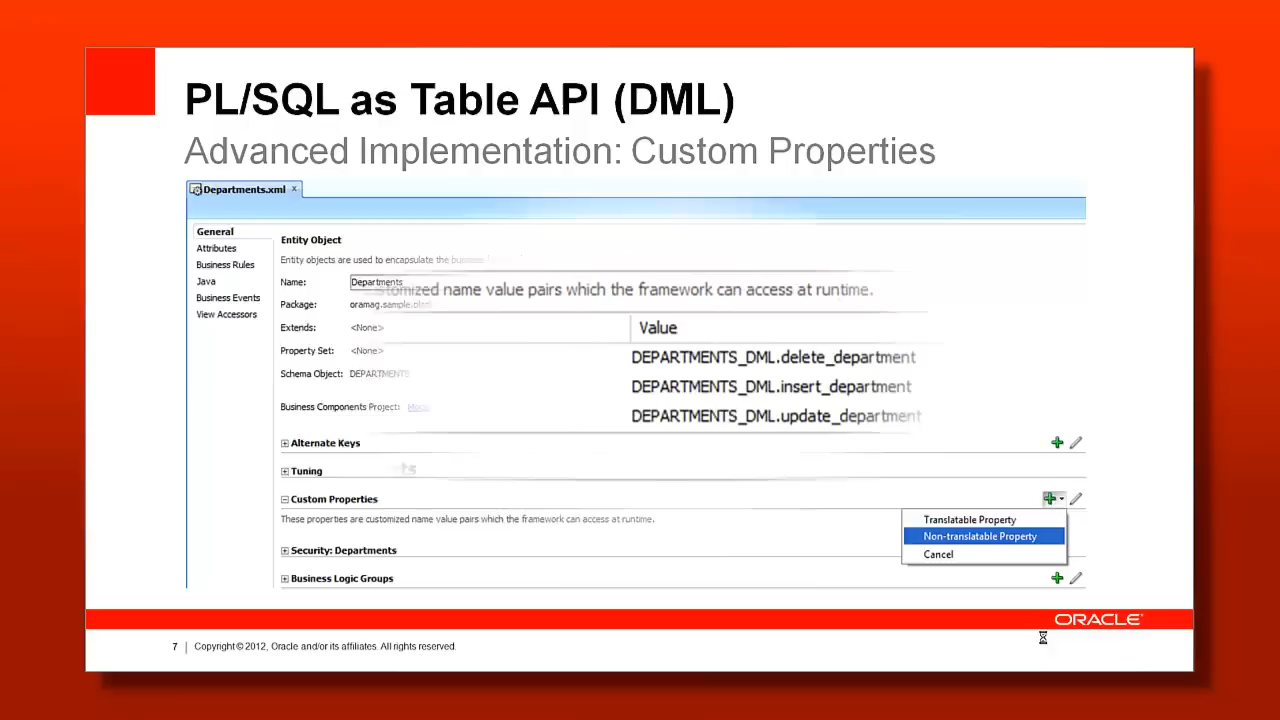 PL/SQL as Table API (DML)
Advanced Implementation: Custom Properties
Departments.xml x
General
Attributes
Business Rules
Java
Business Events
View Accessors
Entity Object
Entity objects are used to encapsulate the
Name: Departments
Package:
Extends: <None>
Property Set: <None>
Schema Object: DEPARTMENTS
Business Components Project:
name value pairs which the framework can access at runtime.
Value
DEPARTMENTS_DML.delete_department
DEPARTMENTS_DML.insert_department
DEPARTMENTS_DML.update_department
Alternate Keys
Tuning
Custom Properties
These properties are customized name value pairs which the framework can access at runtime.
Translatable Property
Non-translatable Property
Cancel
Security: Departments
Business Logic Groups
ORACLE
7 | Copyright © 2012, Oracle and/or its affiliates. All rights reserved.